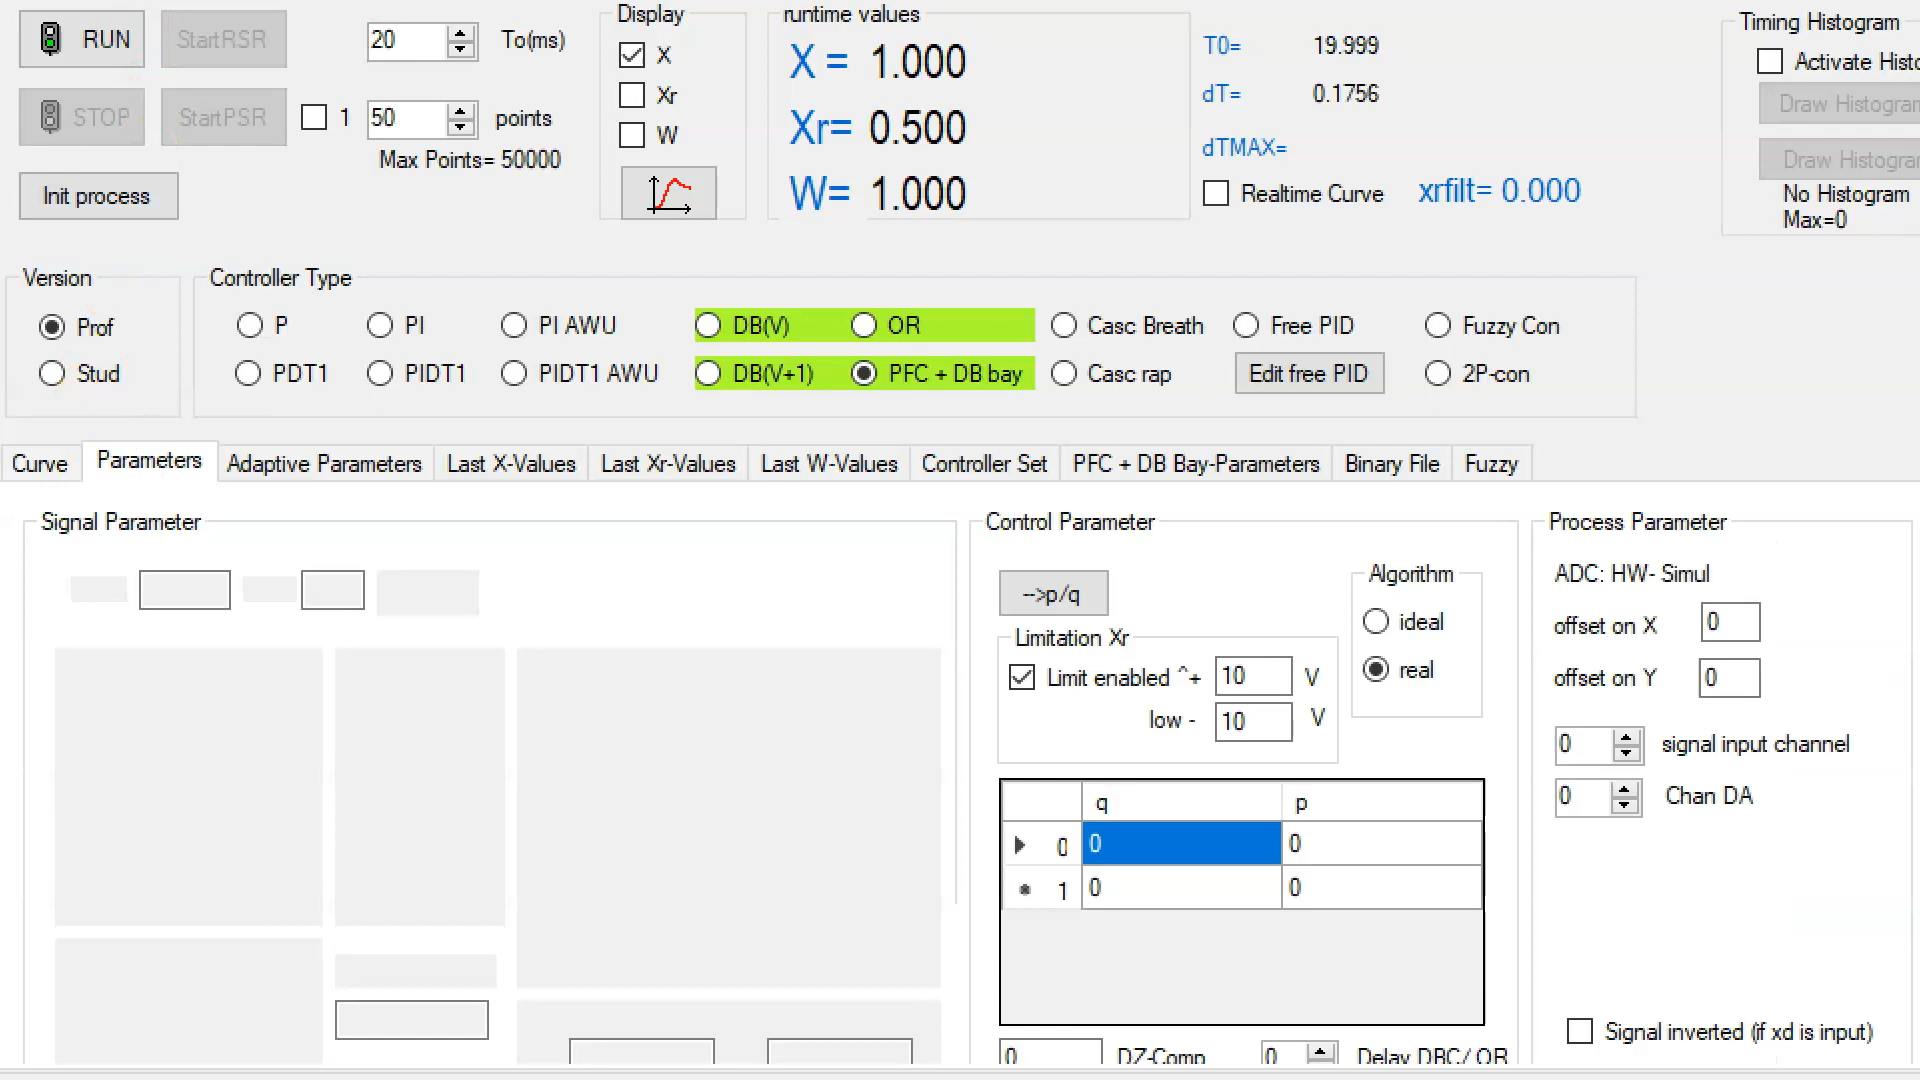 RUN
StartRSR
20
To(ms)
STOP
StartPSR
1
50
points
Max Points= 50000
Init process
Display
X
Xr
W
runtime values
X = 1.000
Xr= 0.500
W= 1.000
T0= 19.999
dT= 0.1756
dTMAX=
Realtime Curve
xrfilt= 0.000
Timing Histogram
Activate Histo
Draw Histogram
Draw Histogram
No Histogram
Max=0
Version
Prof
Stud
Controller Type
P
PI
PI AWU
DB(V)
OR
Casc Breath
Free PID
Fuzzy Con
PDT1
PIDT1
PIDT1 AWU
DB(V+1)
PFC + DB bay
Casc rap
Edit free PID
2P-con
Curve
Parameters
Adaptive Parameters
Last X-Values
Last Xr-Values
Last W-Values
Controller Set
PFC + DB Bay-Parameters
Binary File
Fuzzy
Signal Parameter
Control Parameter
-->p/q
Limitation Xr
Limit enabled ^+
10
V
low -
10
V
Algorithm
ideal
real
q
p
0
0
0
1
0
0
0
DZ-Comp
0
Delay DBC/ OR
Process Parameter
ADC: HW- Simul
offset on X
0
offset on Y
0
0
signal input channel
0
Chan DA
Signal inverted (if xd is input)